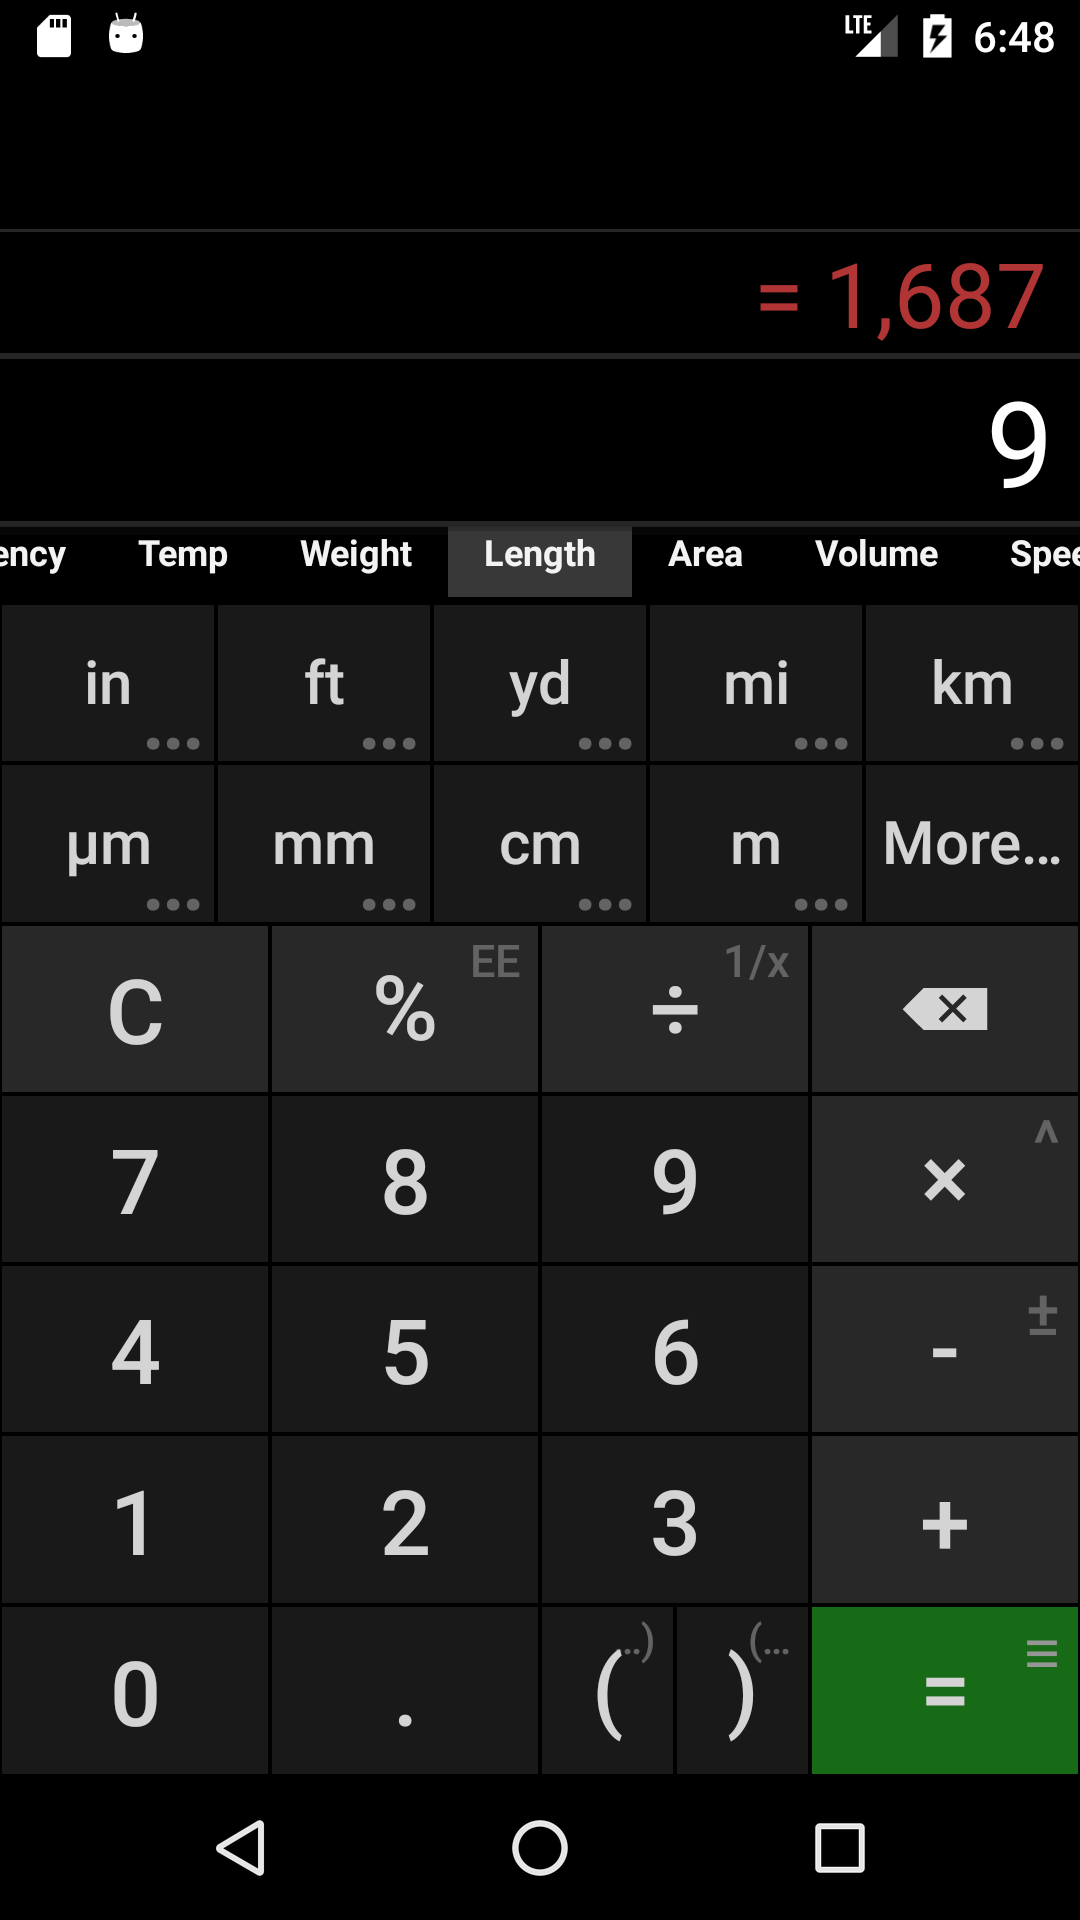 LTE 6:48
= 1,687
9
ency Temp Weight Length Area Volume Spee
in ft yd mi km
µm mm cm m More...
C % EE ÷ 1/x
7 8 9 × ^
4 5 6 - ±
1 2 3 +
0 . ( ..) ) (... =